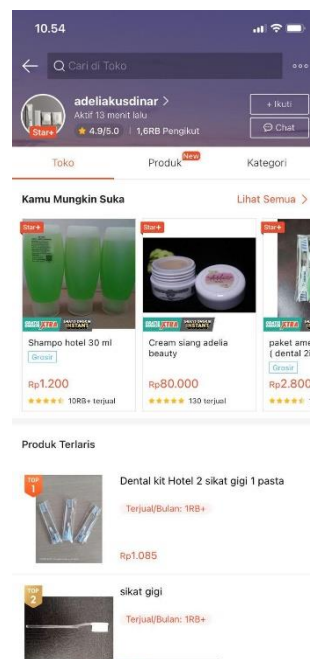 10.54
Cari di Toko
adeliakusdinar >
Aktif 13 menit lalu
+ Ikuti
Star+
4.9/5.0 | 1,6RB Pengikut
Chat
Toko
Produk
New
Kategori
Kamu Mungkin Suka
Lihat Semua >
Star+
Star+
Star+
Shampo hotel 30 ml
Grosir
Rp1.200
10RB+ terjual
Cream siang adelia
beauty
Rp80.000
130 terjual
paket ame
( dental 2i
Grosir
Rp2.800
Produk Terlaris
TOP
1
Dental kit Hotel 2 sikat gigi 1 pasta
Terjual/Bulan: 1RB+
Rp1.085
TOP
2
sikat gigi
Terjual/Bulan: 1RB+